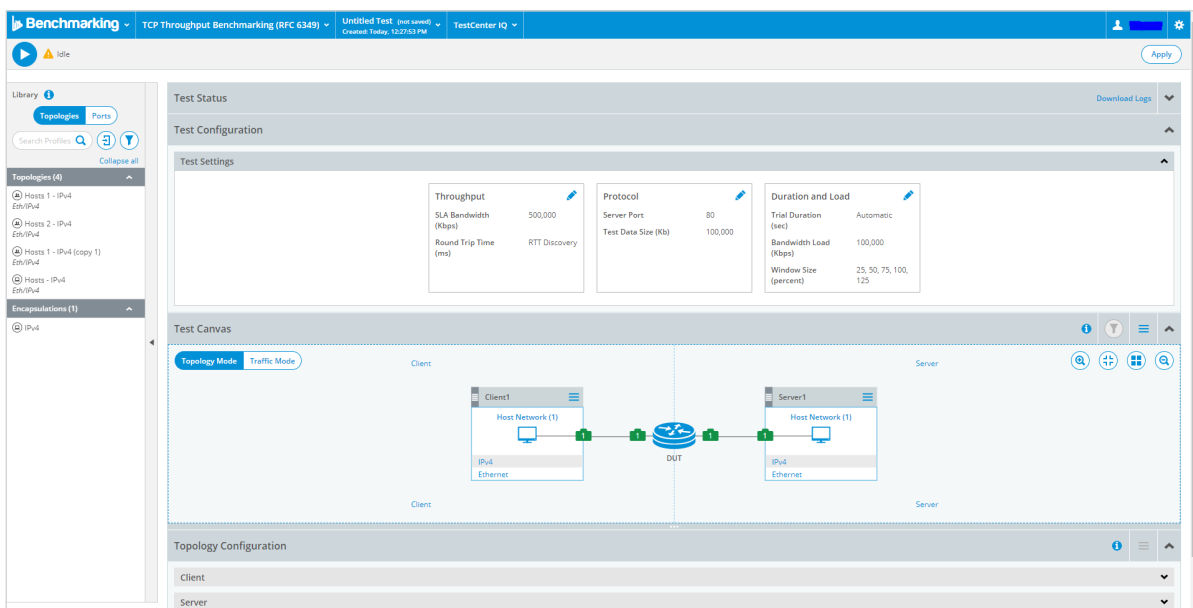 Benchmarking
TCP Throughput Benchmarking (RFC 6349)
Untitled Test (not saved)
Created: Today, 12:27:53 PM
TestCenter IQ
Idle
Apply
Library
Topologies
Ports
Search Profiles
Collapse all
Topologies (4)
Hosts 1 - IPv4
Eth/IPv4
Hosts 2 - IPv4
Eth/IPv4
Hosts 1 - IPv4 (copy 1)
Eth/IPv4
Hosts - IPv4
Eth/IPv4
Encapsulations (1)
IPv4
Test Status
Download Logs
Test Configuration
Test Settings
Throughput
SLA Bandwidth 500,000
(Kbps)
Round Trip Time RTT Discovery
(ms)
Protocol
Server Port 80
Test Data Size (Kb) 100,000
Duration and Load
Trial Duration Automatic
(sec)
Bandwidth Load 100,000
(Kbps)
Window Size 25, 50, 75, 100,
(percent) 125
Test Canvas
Topology Mode
Traffic Mode
Client
Server
Client1
Host Network (1)
1
IPv4
Ethernet
1
DUT
1
Server1
Host Network (1)
1
IPv4
Ethernet
Client
Server
Topology Configuration
Client
Server